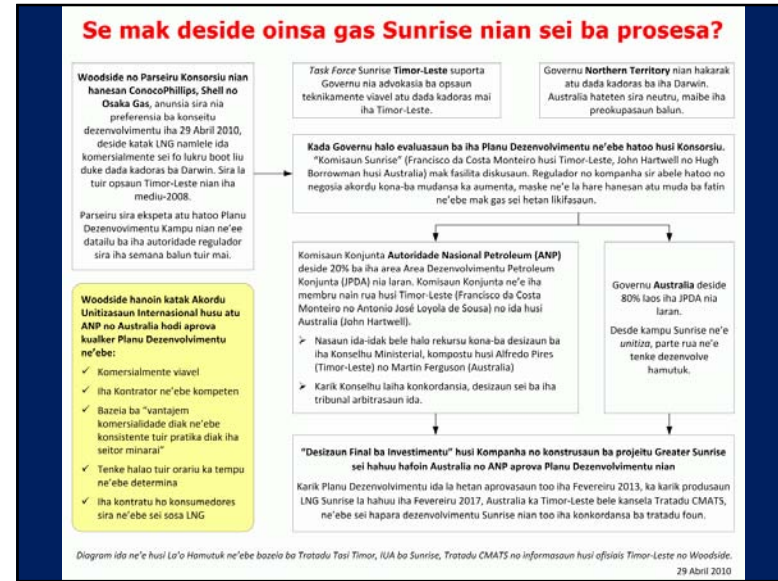 Se mak deside oinsa gas Sunrise nian sei ba prosesa?
Woodside no Parseiru Konsorsiu nian
hanesan ConocoPhillips, Shell no
Osaka Gas, anunsia sira nia
preferensia ba konseitu
dezenvolvimentu iha 29 Abril 2010,
deside katak LNG namlele ida
komersialmente sei fo lukru boot liu
duke dada kadoras ba Darwin. Sira la
tuir opsaun Timor-Leste nian iha
mediu-2008.
Parseiru sira ekspeta atu hatoo Planu
Dezenvovimentu Kampu nian ne'ee
datailu ba iha autoridade regulador
sira iha semana balun tuir mai.
Task Force Sunrise Timor-Leste suporta
Governu nia advokasia ba opsaun
teknikamente viavel atu dada kadoras mai
iha Timor-Leste.
Governu Northern Territory nian hakarak
atu dada kadoras ba iha Darwin.
Australia hateten sira neutru, maibe iha
preokupasaun balun.
Kada Governu halo evaluasaun ba iha Planu Dezenvolvimentu ne'ebe hatoo husi Konsorsiu.
"Komisaun Sunrise" (Francisco da Costa Monteiro husi Timor-Leste, John Hartwell no Hugh
Borrowman husi Australia) mak fasilita diskusaun. Regulador no kompanha sir abele hatoo no
negosia akordu kona-ba mudansa ka aumenta, maske ne'e la hare hanesan atu muda ba fatin
ne'ebe mak gas sei hetan likifasaun.
Komisaun Konjunta Autoridade Nasional Petroleum (ANP)
deside 20% ba iha area Area Dezenvolvimentu Petroleum
Konjunta (JPDA) nia laran. Komisaun Konjunta ne'e iha
membru nain rua husi Timor-Leste (Francisco da Costa
Monteiro no Antonio José Loyola de Sousa) no ida husi
Australia (John Hartwell).
➢ Nasaun ida-idak bele halo rekursu kona-ba desizaun ba
iha Konselhu Ministerial, kompostu husi Alfredo Pires
(Timor-Leste) no Martin Ferguson (Australia)
➢ Karik Konselhu laiha konkordansia, desizaun sei ba iha
tribunal arbitrasaun ida.
Governu Australia deside
80% laos iha JPDA nia
laran.
Desde kampu Sunrise ne'e
unitiza, parte rua ne'e
tenke dezenvolve
hamutuk.
Woodside hanoin katak Akordu
Unitizasaun Internasional husu atu
ANP no Australia hodi aprova
kualker Planu Dezenvolvimentu
ne'ebe:
✓ Komersialmente viavel
✓ Iha Kontrator ne'ebe kompeten
✓ Bazeia ba "vantajem
komersialidade diak ne'ebe
konsistente tuir pratika diak iha
seitor minarai"
✓ Tenke halao tuir orariu ka tempu
ne'ebe determina
✓ Iha kontratu ho konsumedores
sira ne'ebe sei sosa LNG
"Desizaun Final ba Investimentu" husi Kompanha no konstrusaun ba projeitu Greater Sunrise
sei hahuu hafoin Australia no ANP aprova Planu Dezenvolvimentu nian
Karik Planu Dezenvolvimentu ida la hetan aprovasaun too iha Fevereiru 2013, ka karik produsaun
LNG Sunrise la hahuu iha Fevereiru 2017, Australia ka Timor-Leste bele kansela Tratadu CMATS,
ne'ebe sei hapara dezenvolvimentu Sunrise nian too iha konkordansa ba tratadu foun.
Diagram ida ne'e husi La'o Hamutuk ne'ebe bazeia ba Tratadu Tasi Timor, IUA ba Sunrise, Tratadu CMATS no informasaun husi ofisiais Timor-Leste no Woodside.
29 Abril 2010